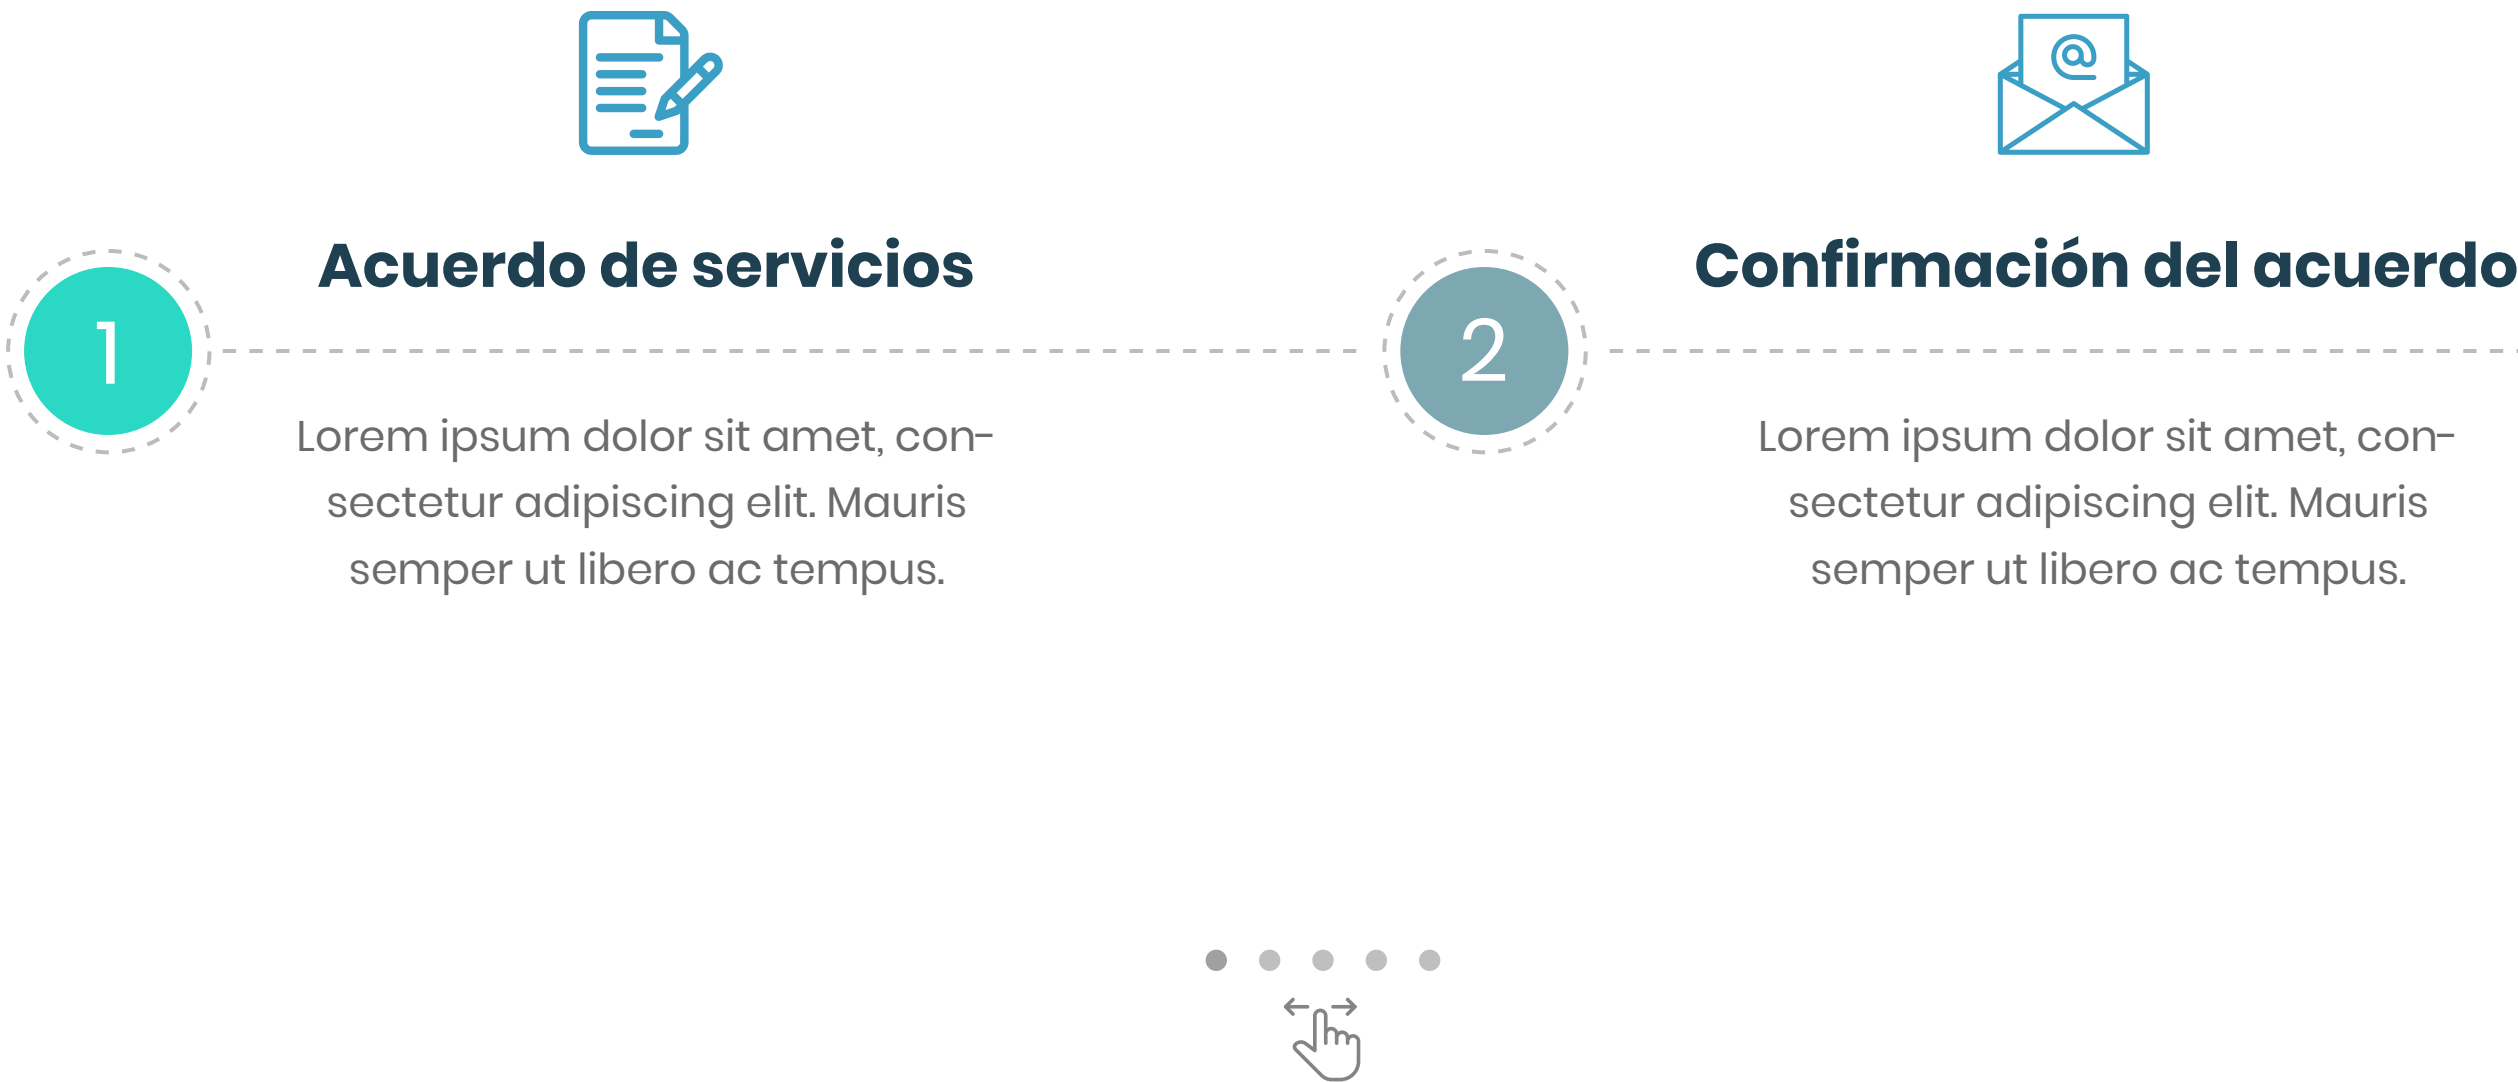 Acuerdo de servicios
1
Lorem ipsum dolor sit amet, con-
sectetur adipiscing elit. Mauris
semper ut libero ac tempus.
Confirmación del acuerdo
2
Lorem ipsum dolor sit amet, con-
sectetur adipiscing elit. Mauris
semper ut libero ac tempus.